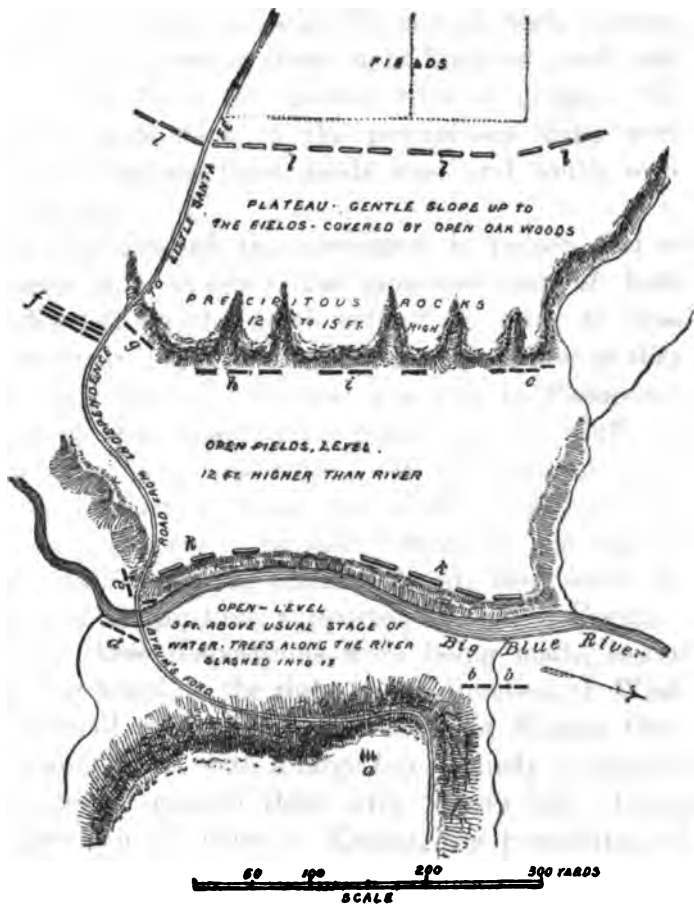 FIELDS
l l l l
PLATEAU - GENTLE SLOPE UP TO
THE FIELDS - COVERED BY OPEN OAK WOODS
LITTLE SANTA FE
PRECIPITOUS ROCKS
12 TO 15 FT. HIGH
f
g
h i c
OPEN FIELDS, LEVEL.
12 Ft. HIGHER THAN RIVER
ROAD FROM INDEPENDENCE TO
k k
e
d
OPEN - LEVEL
3 Ft. ABOVE USUAL STAGE OF
WATER - TREES ALONG THE RIVER
SLASHED INTO IT
BIG BLUE RIVER
BYRUM'S FORD
b b
a
50 100 200 300 YARDS
SCALE